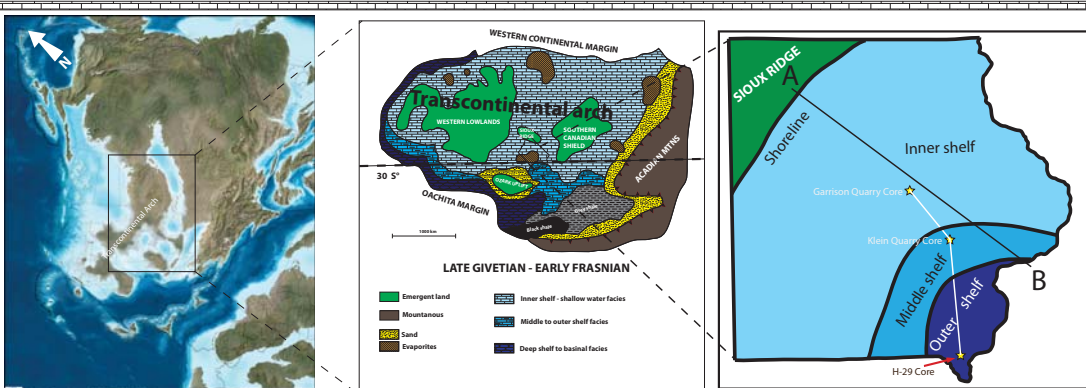 N
Transcontinental Arch
WESTERN CONTINENTAL MARGIN
Transcontinental arch
WESTERN LOWLANDS
SIOUX
RIDGE
SOUTHERN
CANADIAN
SHIELD
ACADIAN MTNS
30 S°
OZARK UPLIFT
OACHITA MARGIN
Black shale
1000 km
LATE GIVETIAN - EARLY FRASNIAN
Emergent land
Mountanous
Sand
Evaporites
Inner shelf - shallow water facies
Middle to outer shelf facies
Deep shelf to basinal facies
SIOUX RIDGE
A
Shoreline
Inner shelf
Garrison Quarry Core
Klein Quarry Core
Middle shelf
Outer shelf
B
H-29 Core